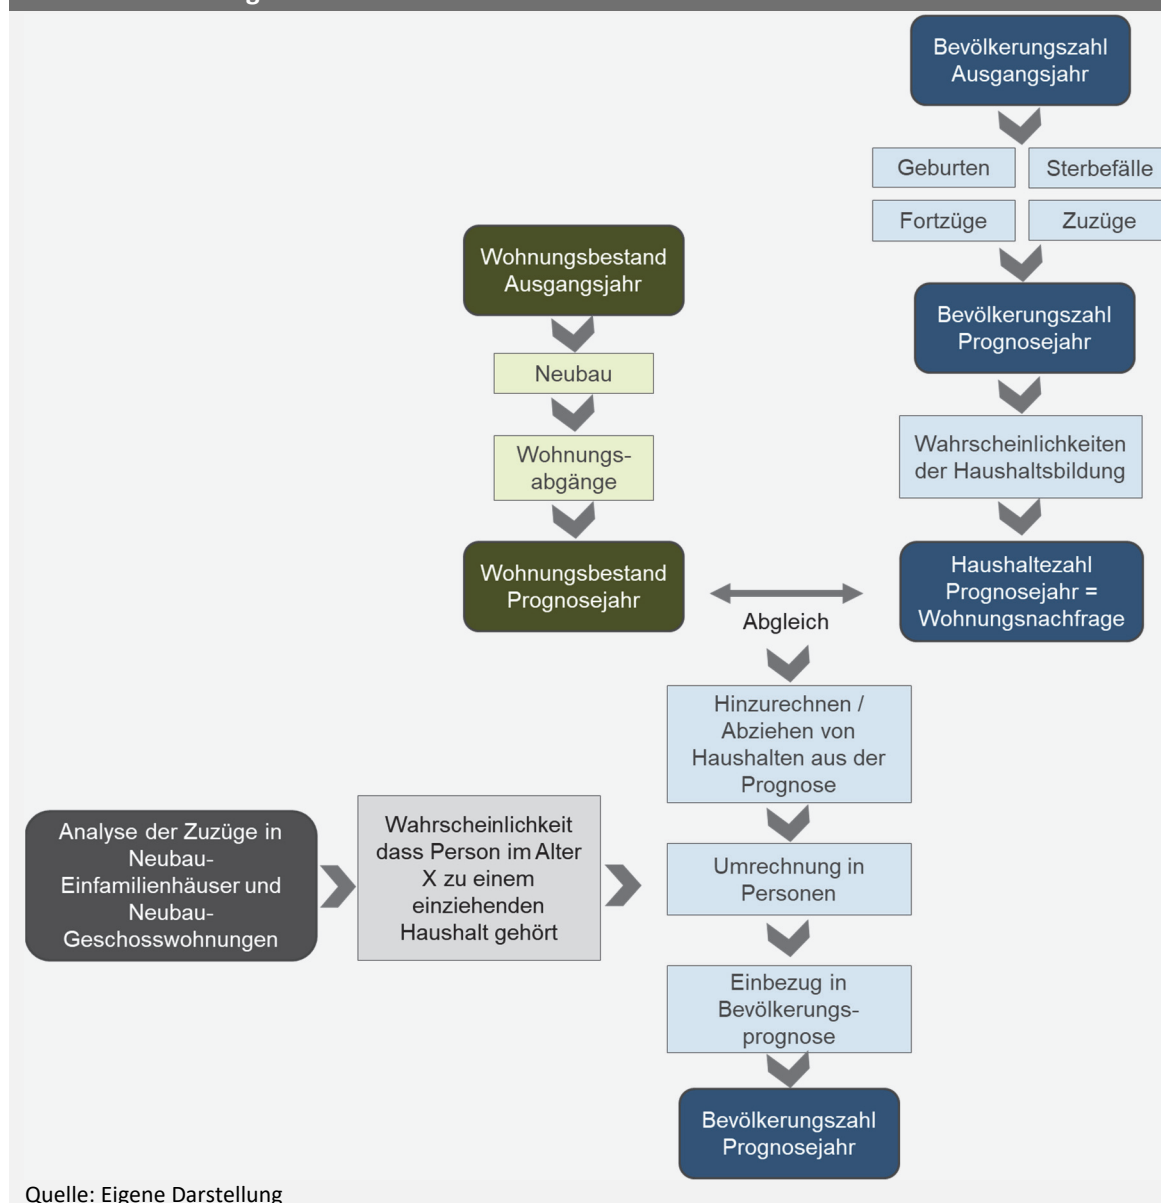 Bevölkerungszahl
Ausgangsjahr
Geburten
Sterbefälle
Fortzüge
Zuzüge
Wohnungsbestand
Ausgangsjahr
Bevölkerungszahl
Prognosejahr
Neubau
Wahrscheinlichkeiten
der Haushaltsbildung
Wohnungs-
abgänge
Wohnungsbestand
Prognosejahr
Haushaltezahl
Prognosejahr =
Wohnungsnachfrage
Abgleich
Hinzurechnen /
Abziehen von
Haushalten aus der
Prognose
Analyse der Zuzüge in
Neubau-
Einfamilienhäuser und
Neubau-
Geschosswohnungen
Wahrscheinlichkeit
dass Person im Alter
X zu einem
einziehenden
Haushalt gehört
Umrechnung in
Personen
Einbezug in
Bevölkerungs-
prognose
Bevölkerungszahl
Prognosejahr
Quelle: Eigene Darstellung